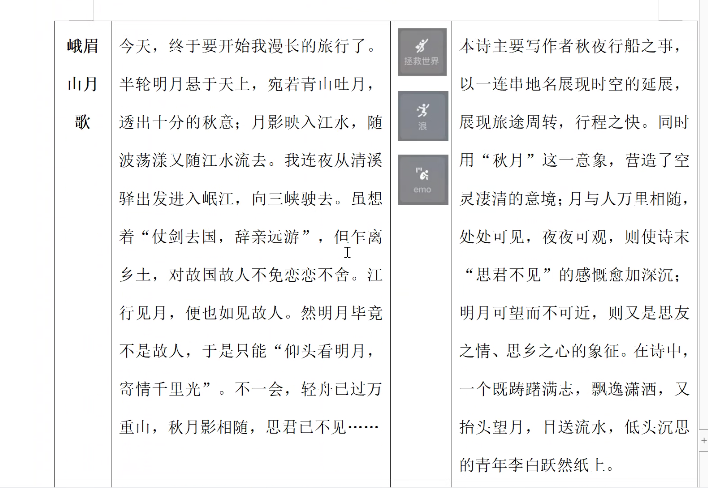 峨眉
山月
歌
今天，终于要开始我漫长的旅行了。
半轮明月悬于天上，宛若青山吐月，
透出十分的秋意；月影映入江水，随
波荡漾又随江水流去。我连夜从清溪
驿出发进入岷江，向三峡驶去。虽想
着“仗剑去国，辞亲远游”，但乍离
乡土，对故国故人不免恋恋不舍。江
行见月，便也如见故人。然明月毕竟
不是故人，于是只能“仰头看明月，
寄情千里光”。不一会，轻舟已过万
重山，秋月影相随，思君已不见……
拯救世界
浪
emo
本诗主要写作者秋夜行船之事，
以一连串地名展现时空的延展，
展现旅途周转，行程之快。同时
用“秋月”这一意象，营造了空
灵凄清的意境；月与人万里相随，
处处可见，夜夜可观，则使诗末
“思君不见”的感慨愈加深沉；
明月可望而不可近，则又是思友
之情、思乡之心的象征。在诗中，
一个既踌躇满志，飘逸潇洒，又
抬头望月，目送流水，低头沉思
的青年李白跃然纸上。